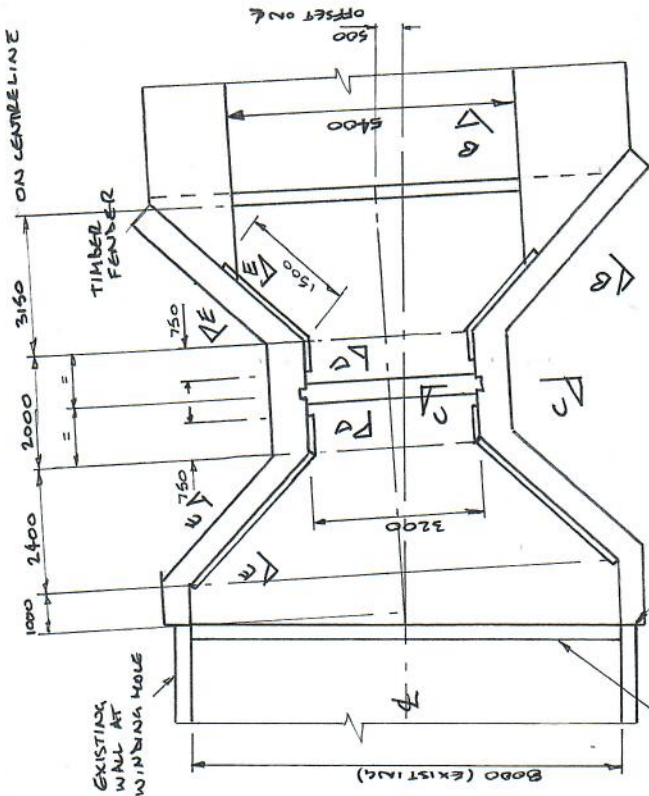 1000
2400
2000
3150
ON CENTRELINE
=
=
750
750
TIMBER
FENDER
500
OFFSET ON ℄
EXISTING
WALL AT
WINDING HOLE
E
E
E
E
1500
D
D
C
C
B
B
3200
5400
℄
8000 (EXISTING)